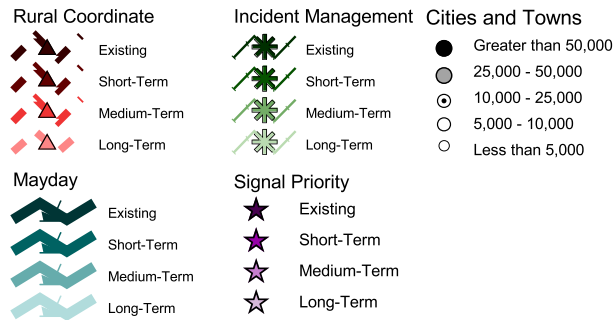 Rural Coordinate
Existing
Short-Term
Medium-Term
Long-Term
Incident Management
Existing
Short-Term
Medium-Term
Long-Term
Cities and Towns
Greater than 50,000
25,000 - 50,000
10,000 - 25,000
5,000 - 10,000
Less than 5,000
Mayday
Existing
Short-Term
Medium-Term
Long-Term
Signal Priority
Existing
Short-Term
Medium-Term
Long-Term